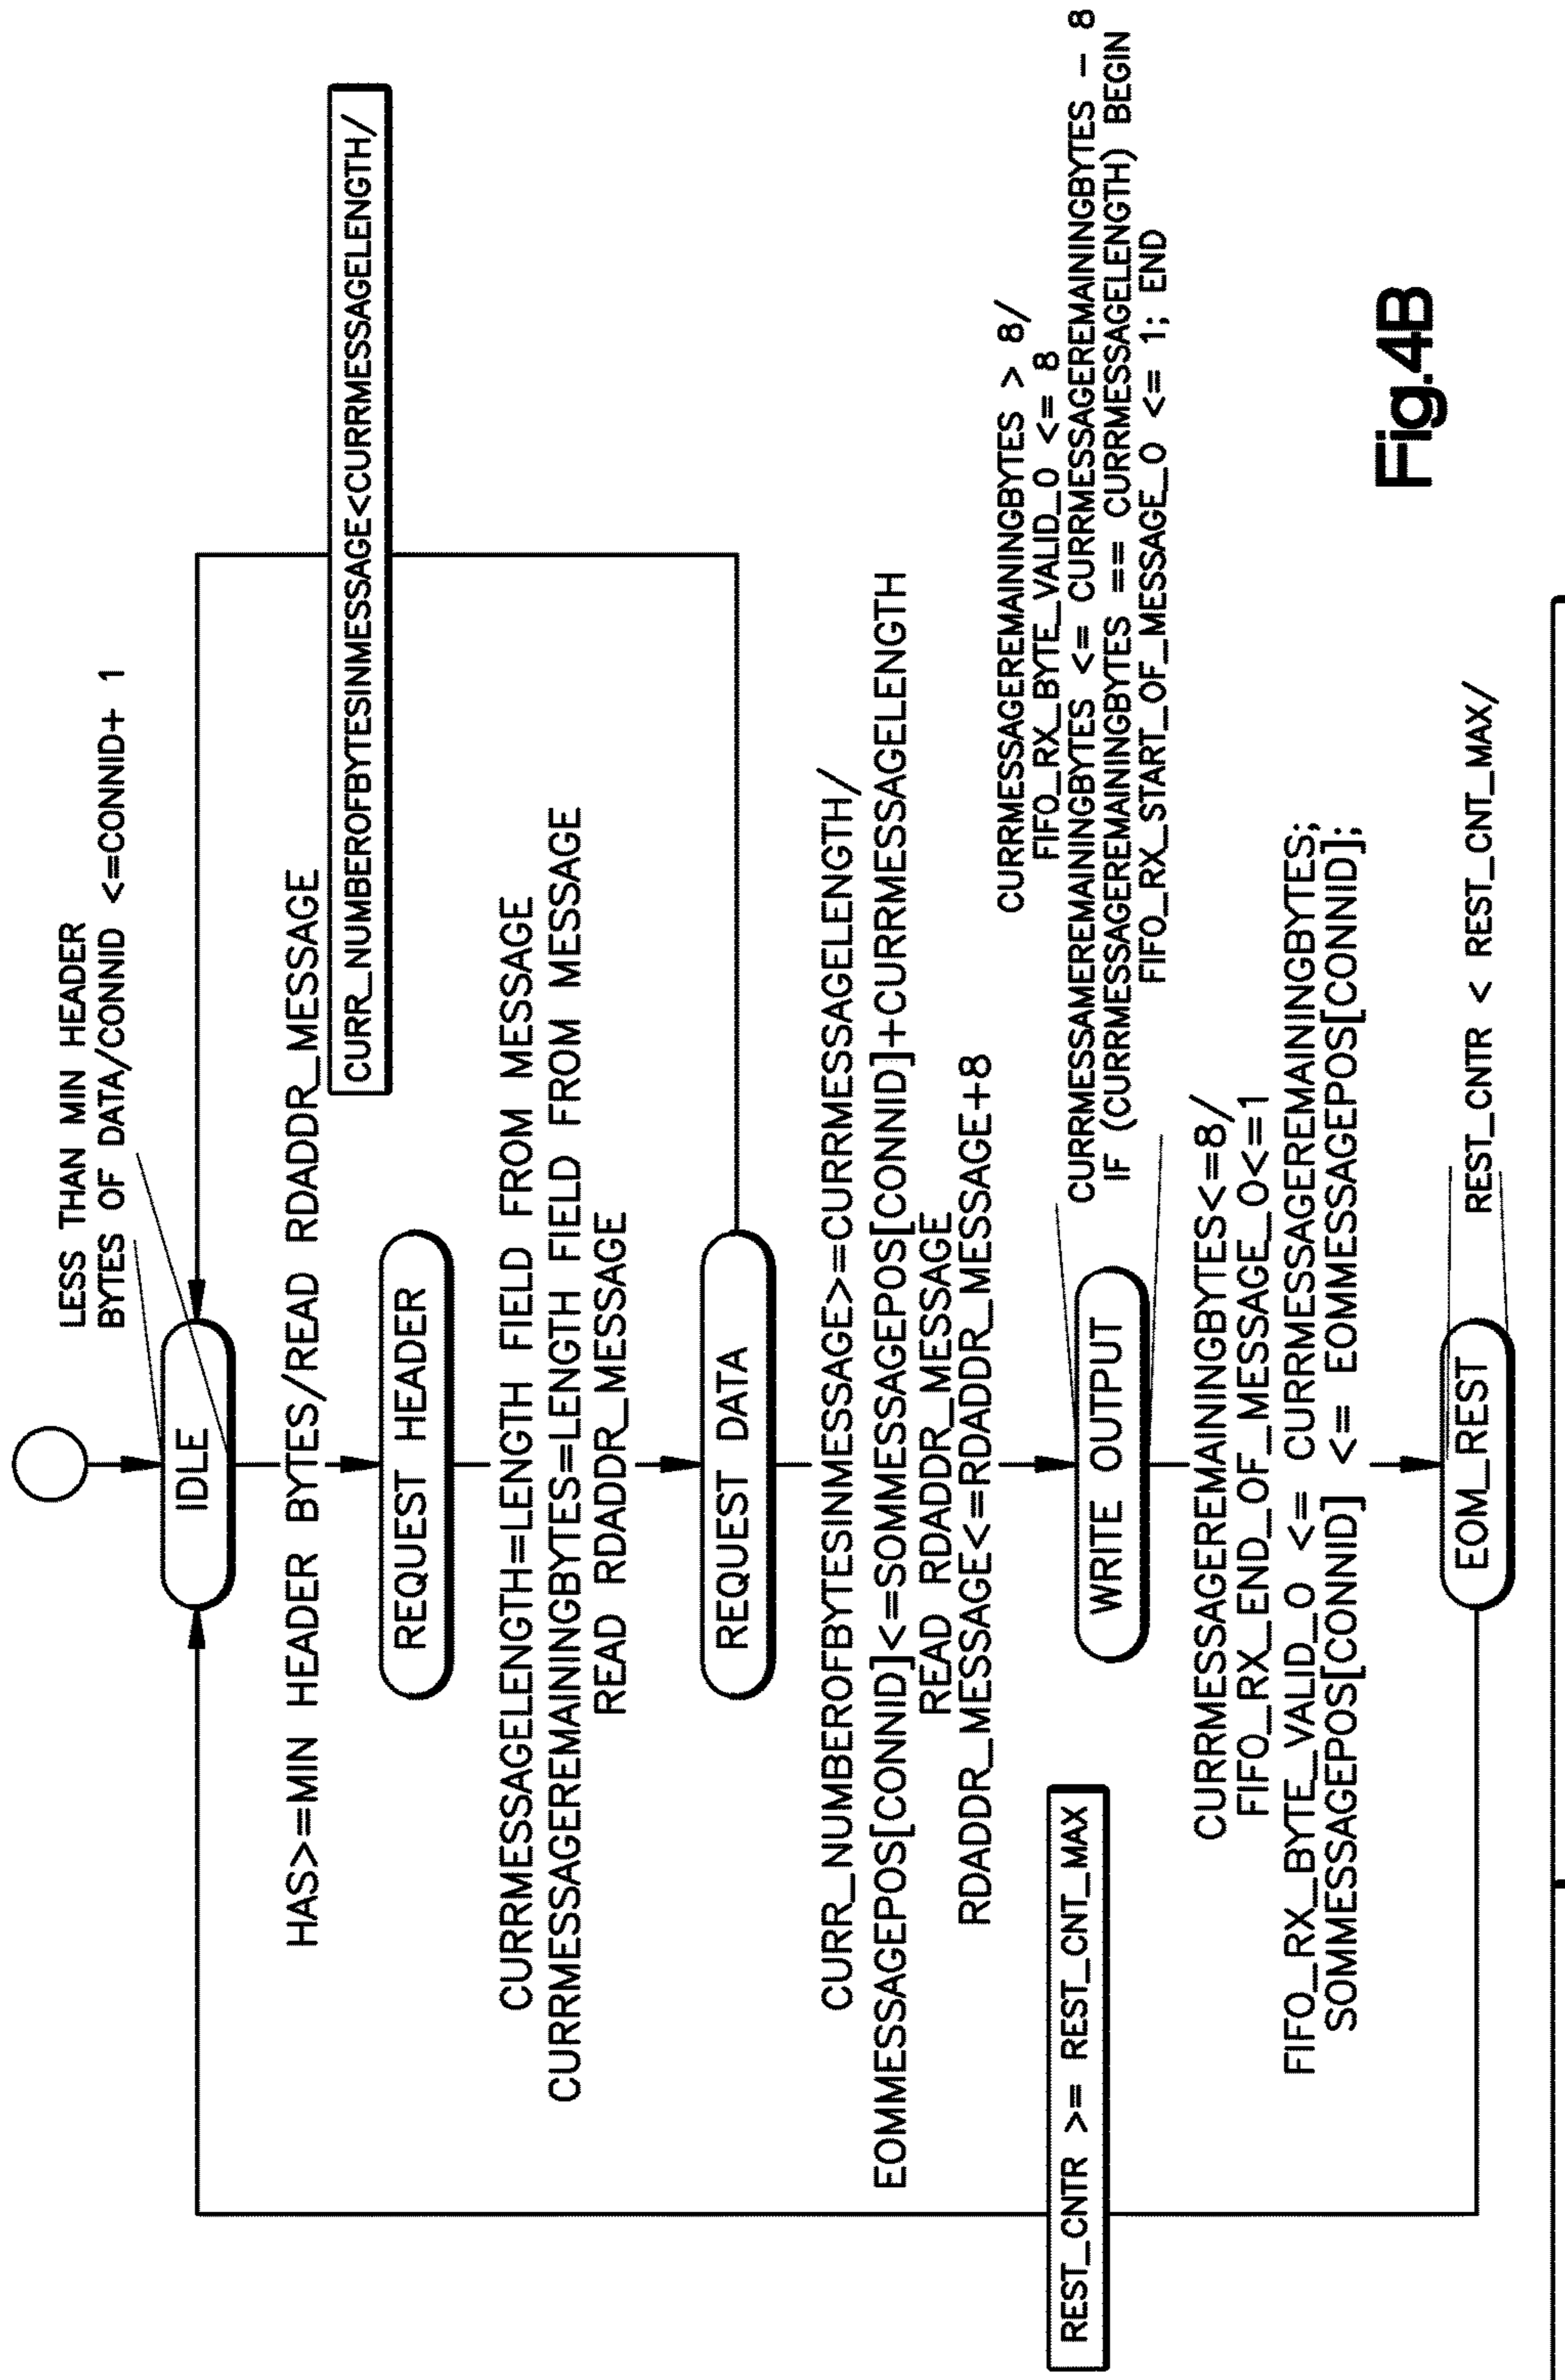 LESS THAN MIN HEADER
BYTES OF DATA/CONNID <=CONNID+ 1
IDLE
HAS>=MIN HEADER BYTES/READ RDADDR_MESSAGE
CURR_NUMBEROFBYTESINMESSAGE<CURRMESSAGELENGTH/
REQUEST HEADER
CURRMESSAGELENGTH=LENGTH FIELD FROM MESSAGE
CURRMESSAGEREMAININGBYTES=LENGTH FIELD FROM MESSAGE
READ RDADDR_MESSAGE
REQUEST DATA
CURR_NUMBEROFBYTESINMESSAGE>=CURRMESSAGELENGTH/
EOMMESSAGEPOS[CONNID]<=SOMMESSAGEPOS[CONNID]+CURRMESSAGELENGTH
READ RDADDR_MESSAGE
RDADDR_MESSAGE<=RDADDR_MESSAGE+8
CURRMESSAGEREMAININGBYTES > 8/
FIFO_RX_BYTE_VALID_O <= 8
CURRMESSAMEREMAININGBYTES <= CURRMESSAGEREMAININGBYTES - 8
IF (CURRMESSAGEREMAININGBYTES == CURRMESSAGELENGTH) BEGIN
FIFO_RX_START_OF_MESSAGE_O <= 1; END
WRITE OUTPUT
REST_CNTR >= REST_CNT_MAX
CURRMESSAGEREMAININGBYTES<=8/
FIFO_RX_END_OF_MESSAGE_O<=1
FIFO_RX_BYTE_VALID_O <= CURRMESSAGEREMAININGBYTES;
SOMMESSAGEPOS[CONNID] <= EOMMESSAGEPOS[CONNID];
EOM_REST
REST_CNTR < REST_CNT_MAX/
Fig.4B